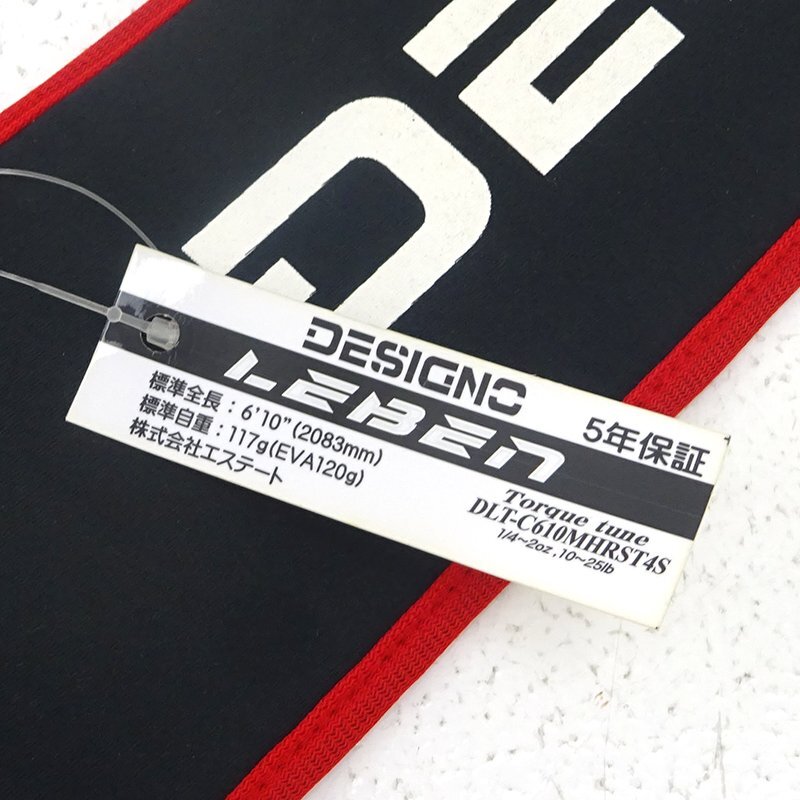 DE
DESIGNO
LEBEN
5年保証
標準全長：6'10"(2083mm)
標準自重：117g(EVA120g)
株式会社エステート
Torque tune
DLT-C610MHRST4S
1/4~2oz ,10~25lb